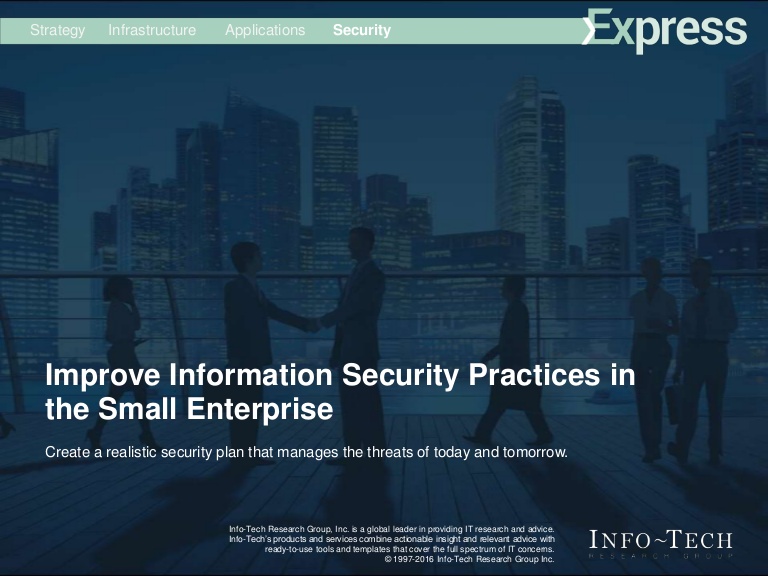 Strategy Infrastructure Applications Security
Express
Improve Information Security Practices in
the Small Enterprise
Create a realistic security plan that manages the threats of today and tomorrow.
Info-Tech Research Group, Inc. is a global leader in providing IT research and advice.
Info-Tech's products and services combine actionable insight and relevant advice with
ready-to-use tools and templates that cover the full spectrum of IT concerns.
© 1997-2016 Info-Tech Research Group Inc.
INFO~TECH
RESEARCH GROUP